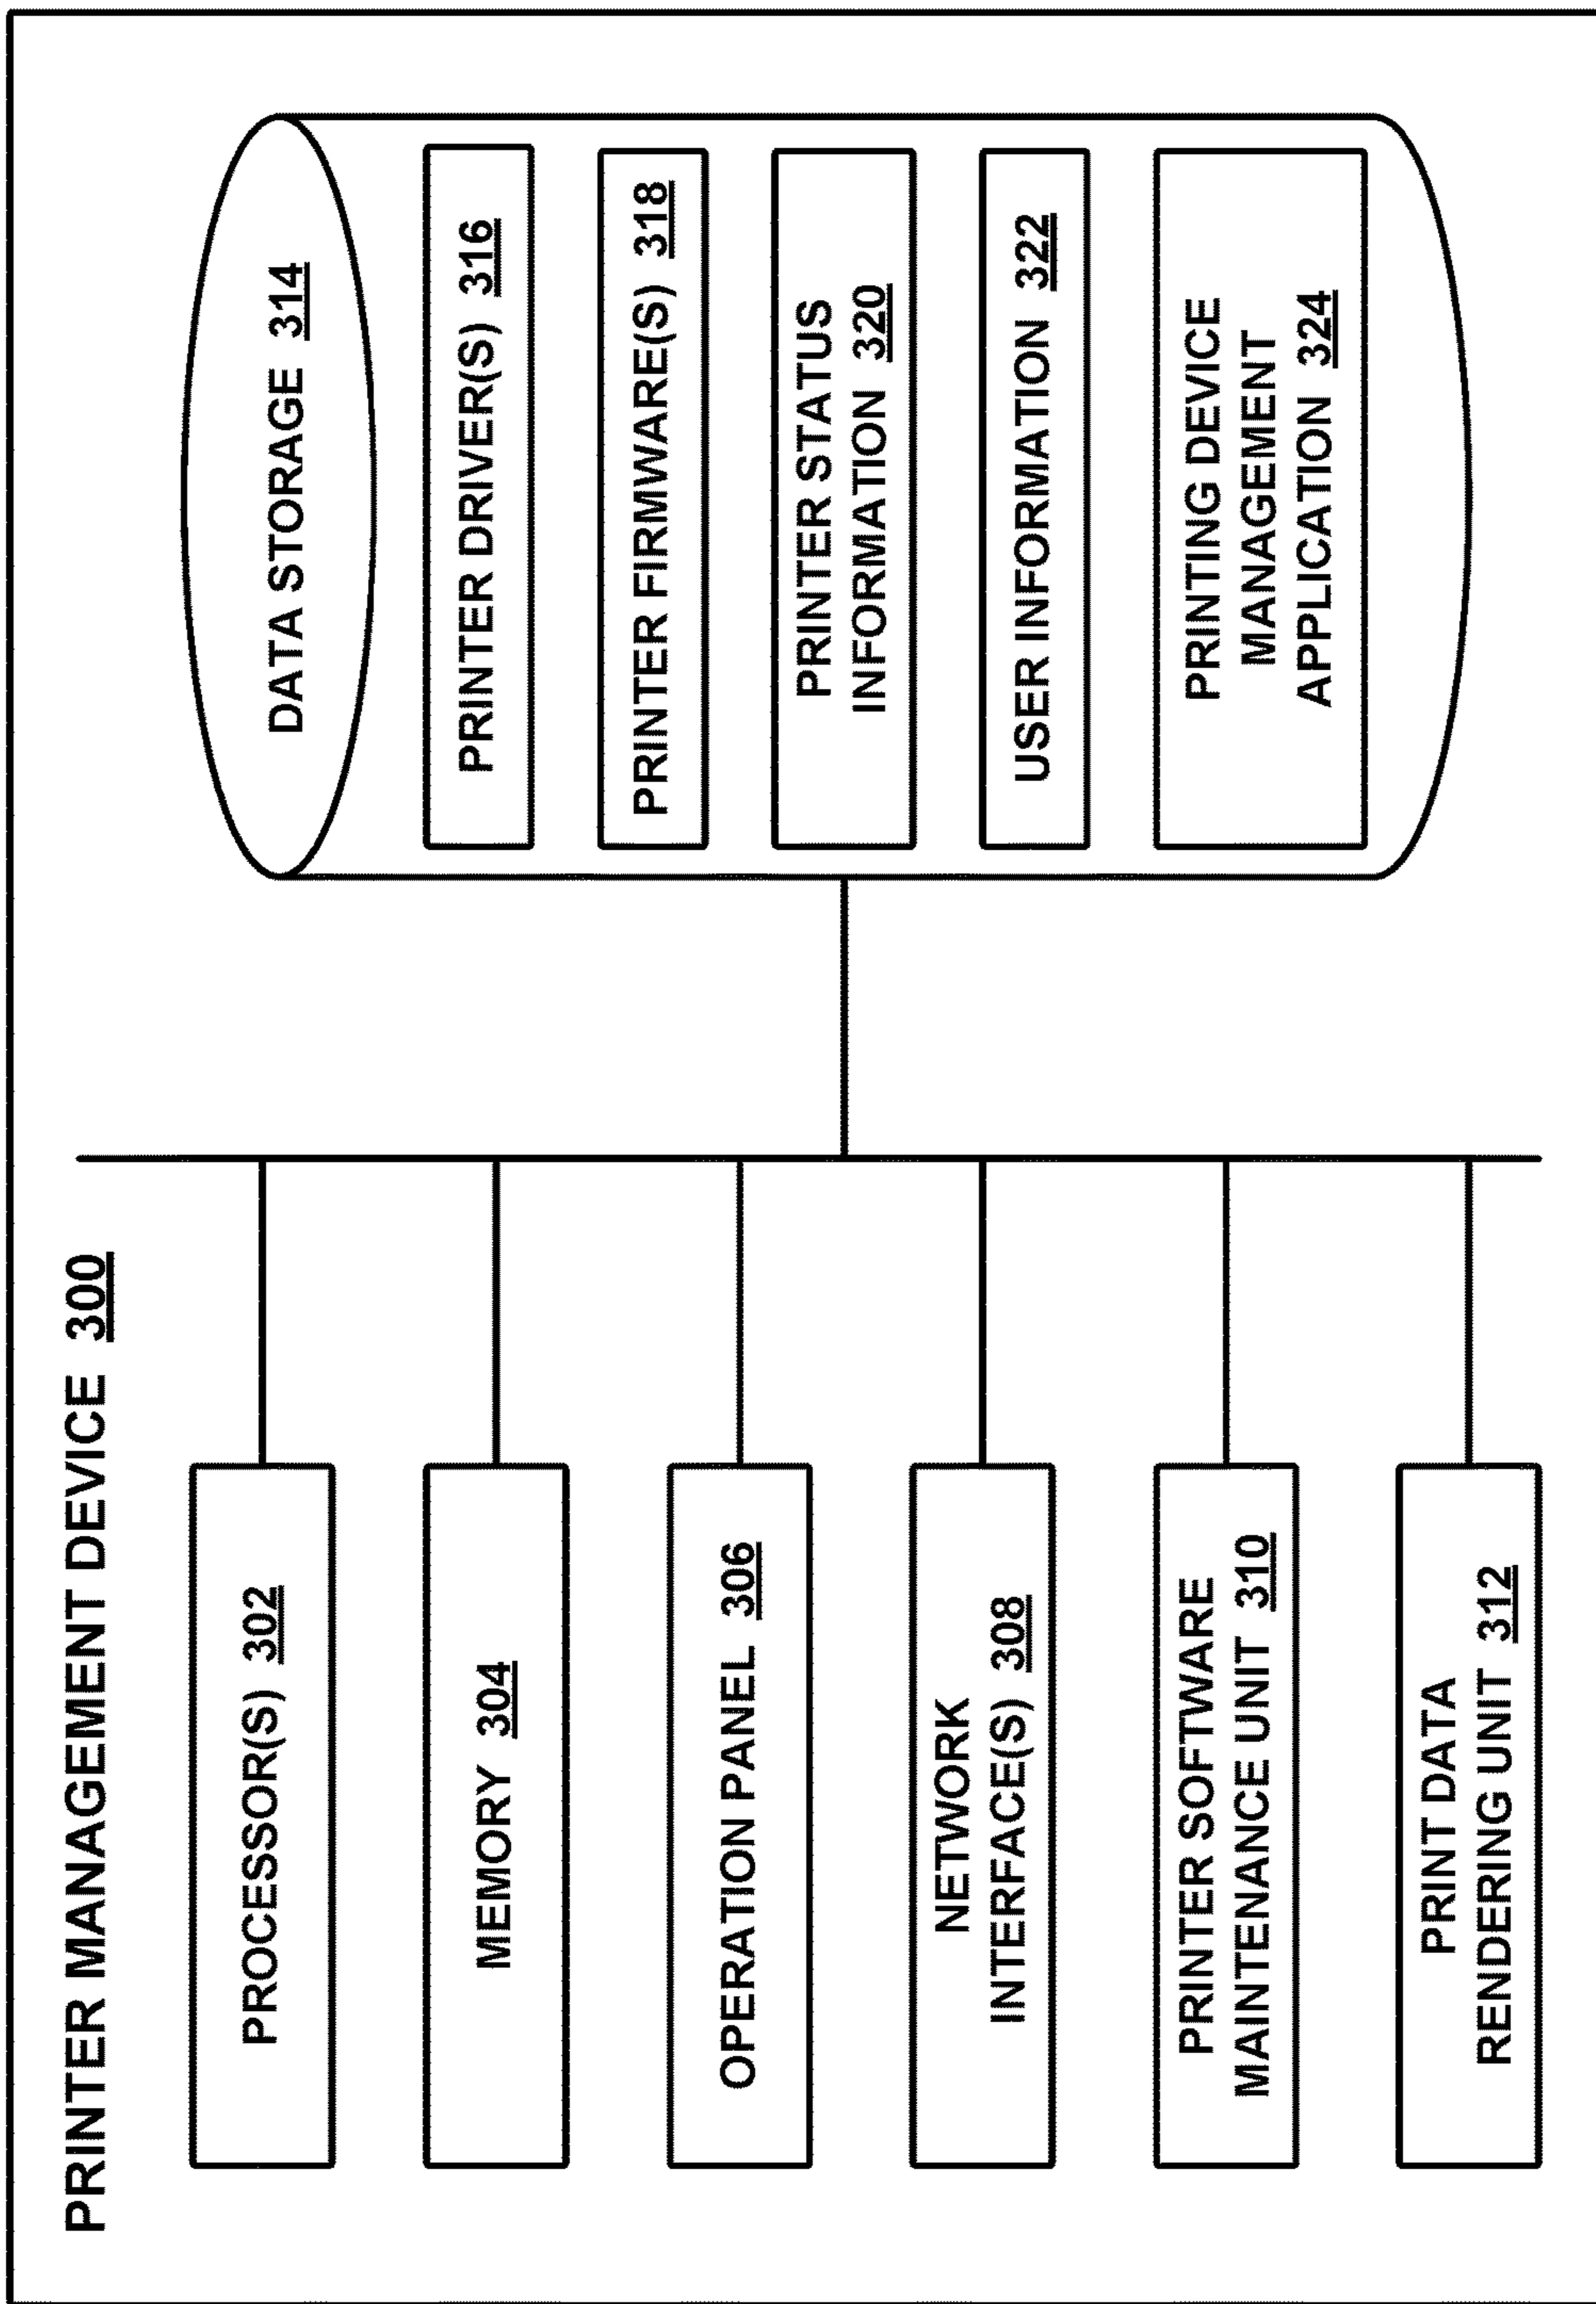 PRINTER MANAGEMENT DEVICE 300
PROCESSOR(S) 302
MEMORY 304
OPERATION PANEL 306
NETWORK
INTERFACE(S) 308
PRINTER SOFTWARE
MAINTENANCE UNIT 310
PRINT DATA
RENDERING UNIT 312
DATA STORAGE 314
PRINTER DRIVER(S) 316
PRINTER FIRMWARE(S) 318
PRINTER STATUS
INFORMATION 320
USER INFORMATION 322
PRINTING DEVICE
MANAGEMENT
APPLICATION 324